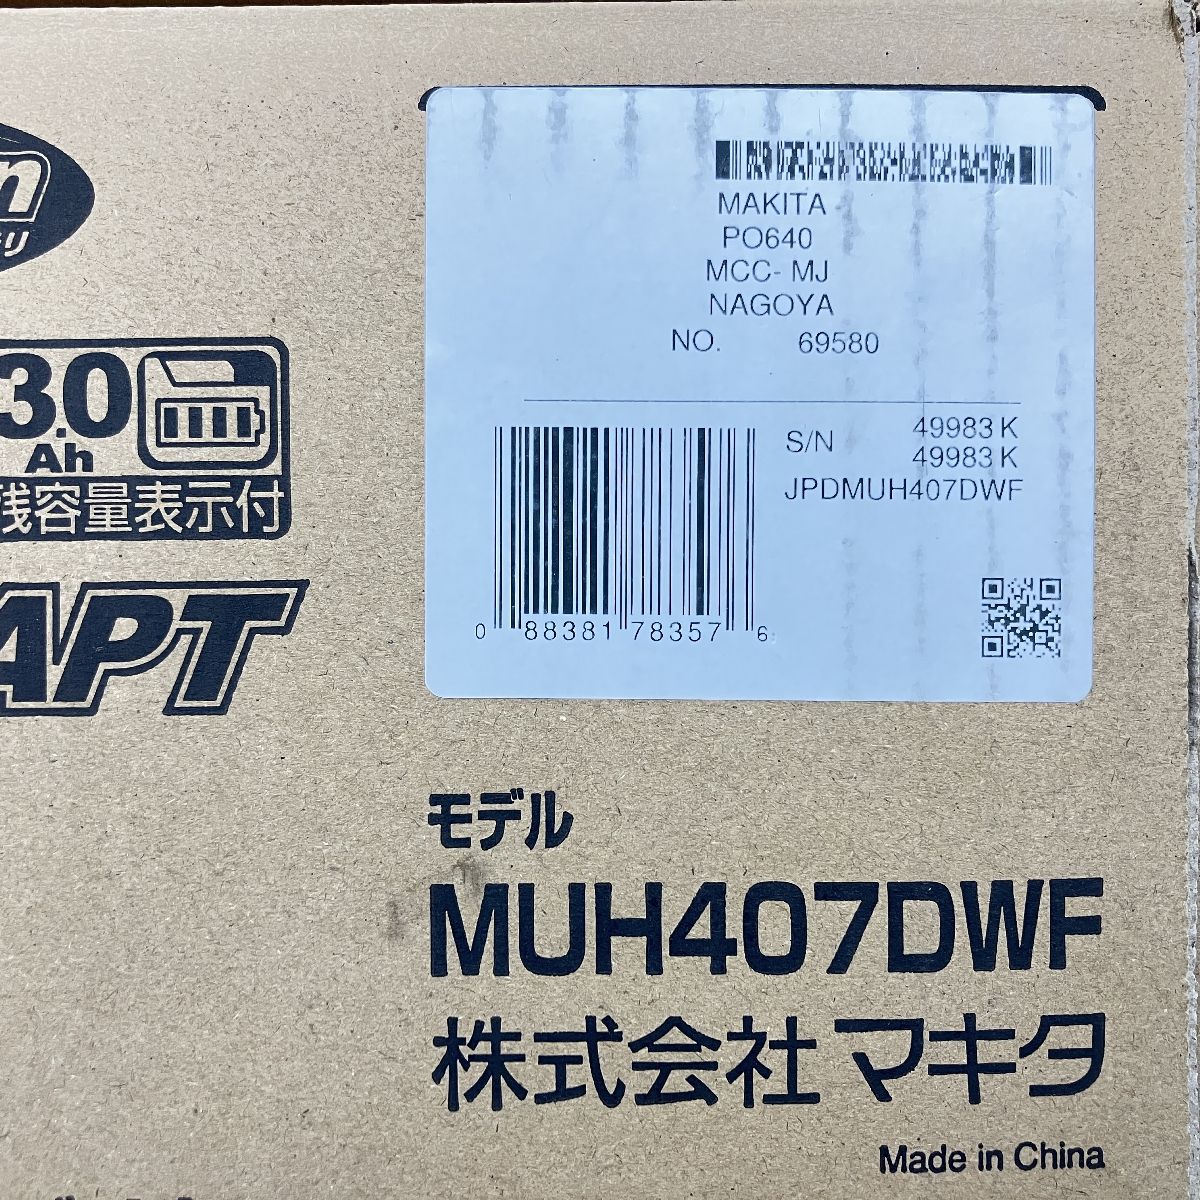 3.0
Ah
残容量表示付
APT
MAKITA
PO640
MCC- MJ
NAGOYA
NO. 69580
S/N 49983 K
49983 K
JPDMUH407DWF
0 88381 78357 6
モデル
MUH407DWF
株式会社マキタ
Made in China